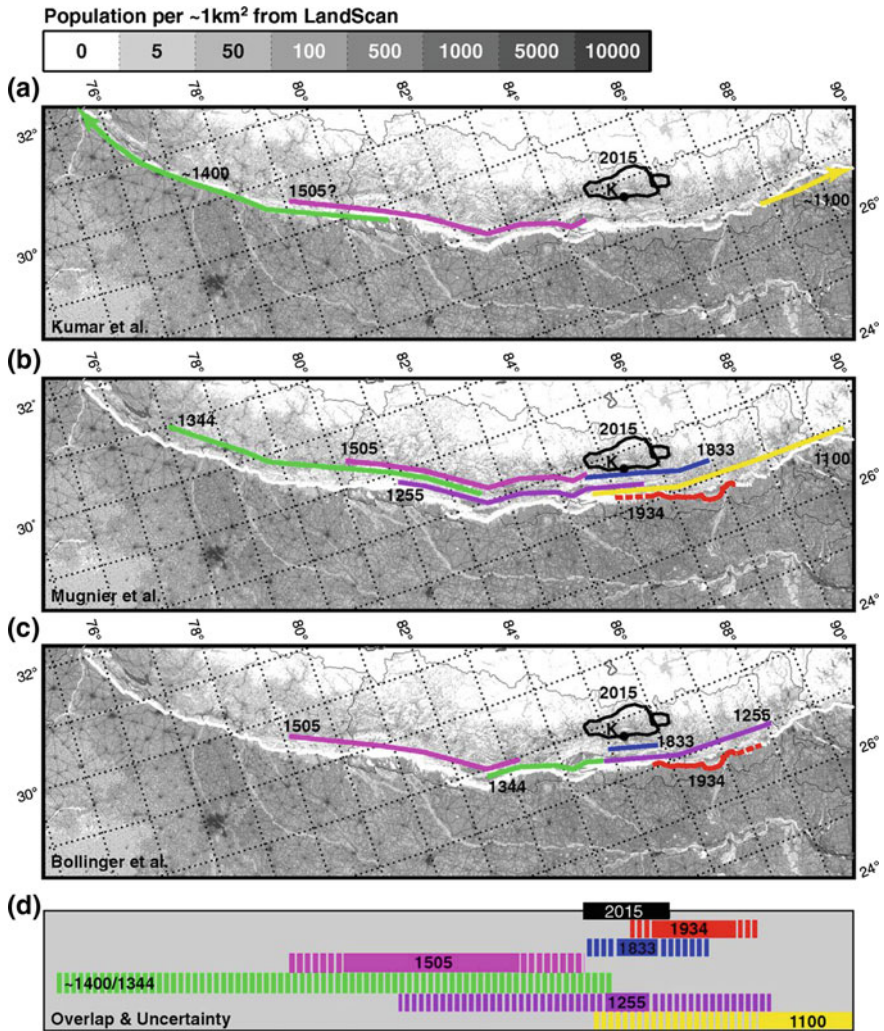 Population per ~1km² from LandScan
0 5 50 100 500 1000 5000 10000
(a)
76° 78° 80° 82° 84° 86° 88° 90°
32°
30°
26°
24°
~1400
1505?
2015
K
~1100
Kumar et al.
(b)
76° 78° 80° 82° 84° 86° 88° 90°
32°
30°
26°
24°
1344
1505
1255
2015
K
1833
1100
1934
Mugnier et al.
(c)
76° 78° 80° 82° 84° 86° 88° 90°
32°
30°
26°
24°
1505
1344
2015
K
1833
1255
1934
Bollinger et al.
(d)
2015
1934
1833
1505
~1400/1344
1255
1100
Overlap & Uncertainty